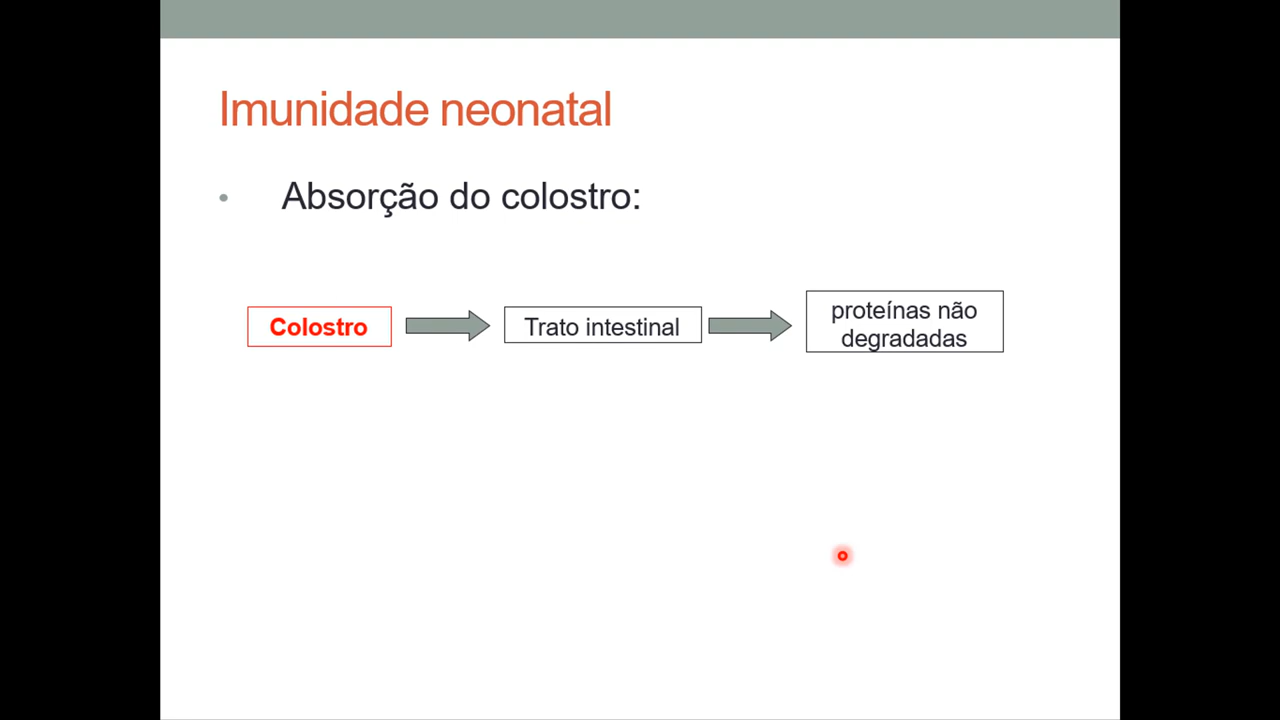 Imunidade neonatal
• Absorção do colostro:
Colostro
Trato intestinal
proteínas não
degradadas